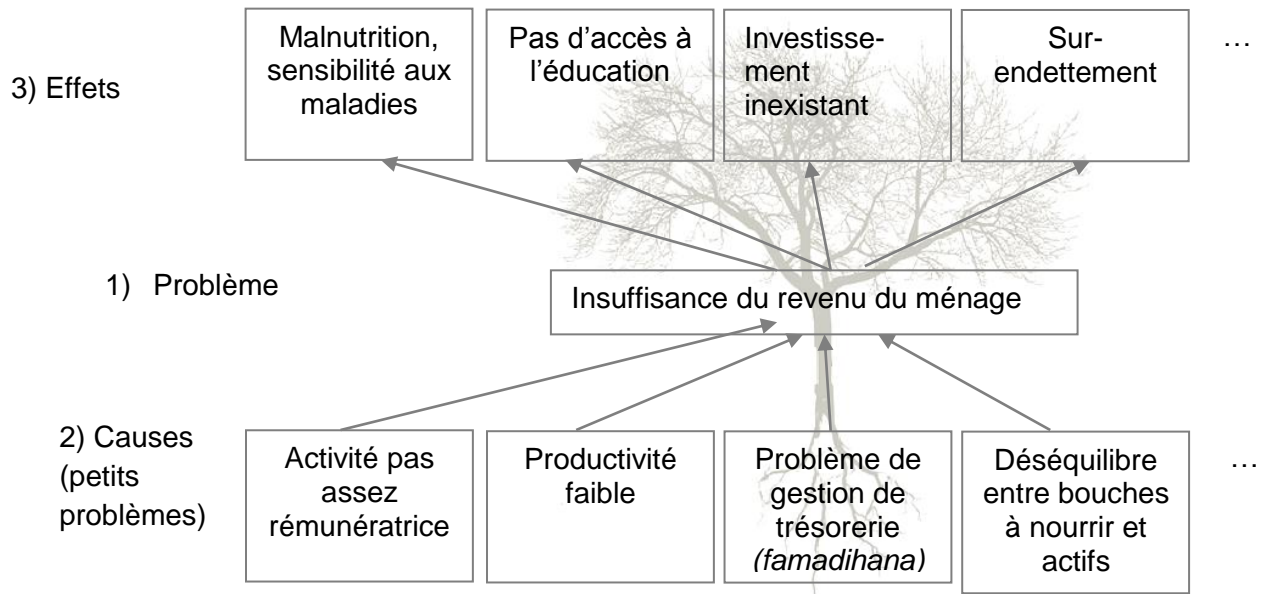 3) Effets
Malnutrition,
sensibilité aux
maladies
Pas d'accès à
l'éducation
Investisse-
ment
inexistant
Sur-
endettement
…
1) Problème
Insuffisance du revenu du ménage
2) Causes
(petits
problèmes)
Activité pas
assez
rémunératrice
Productivité
faible
Problème de
gestion de
trésorerie
(famadihana)
Déséquilibre
entre bouches
à nourrir et
actifs
…